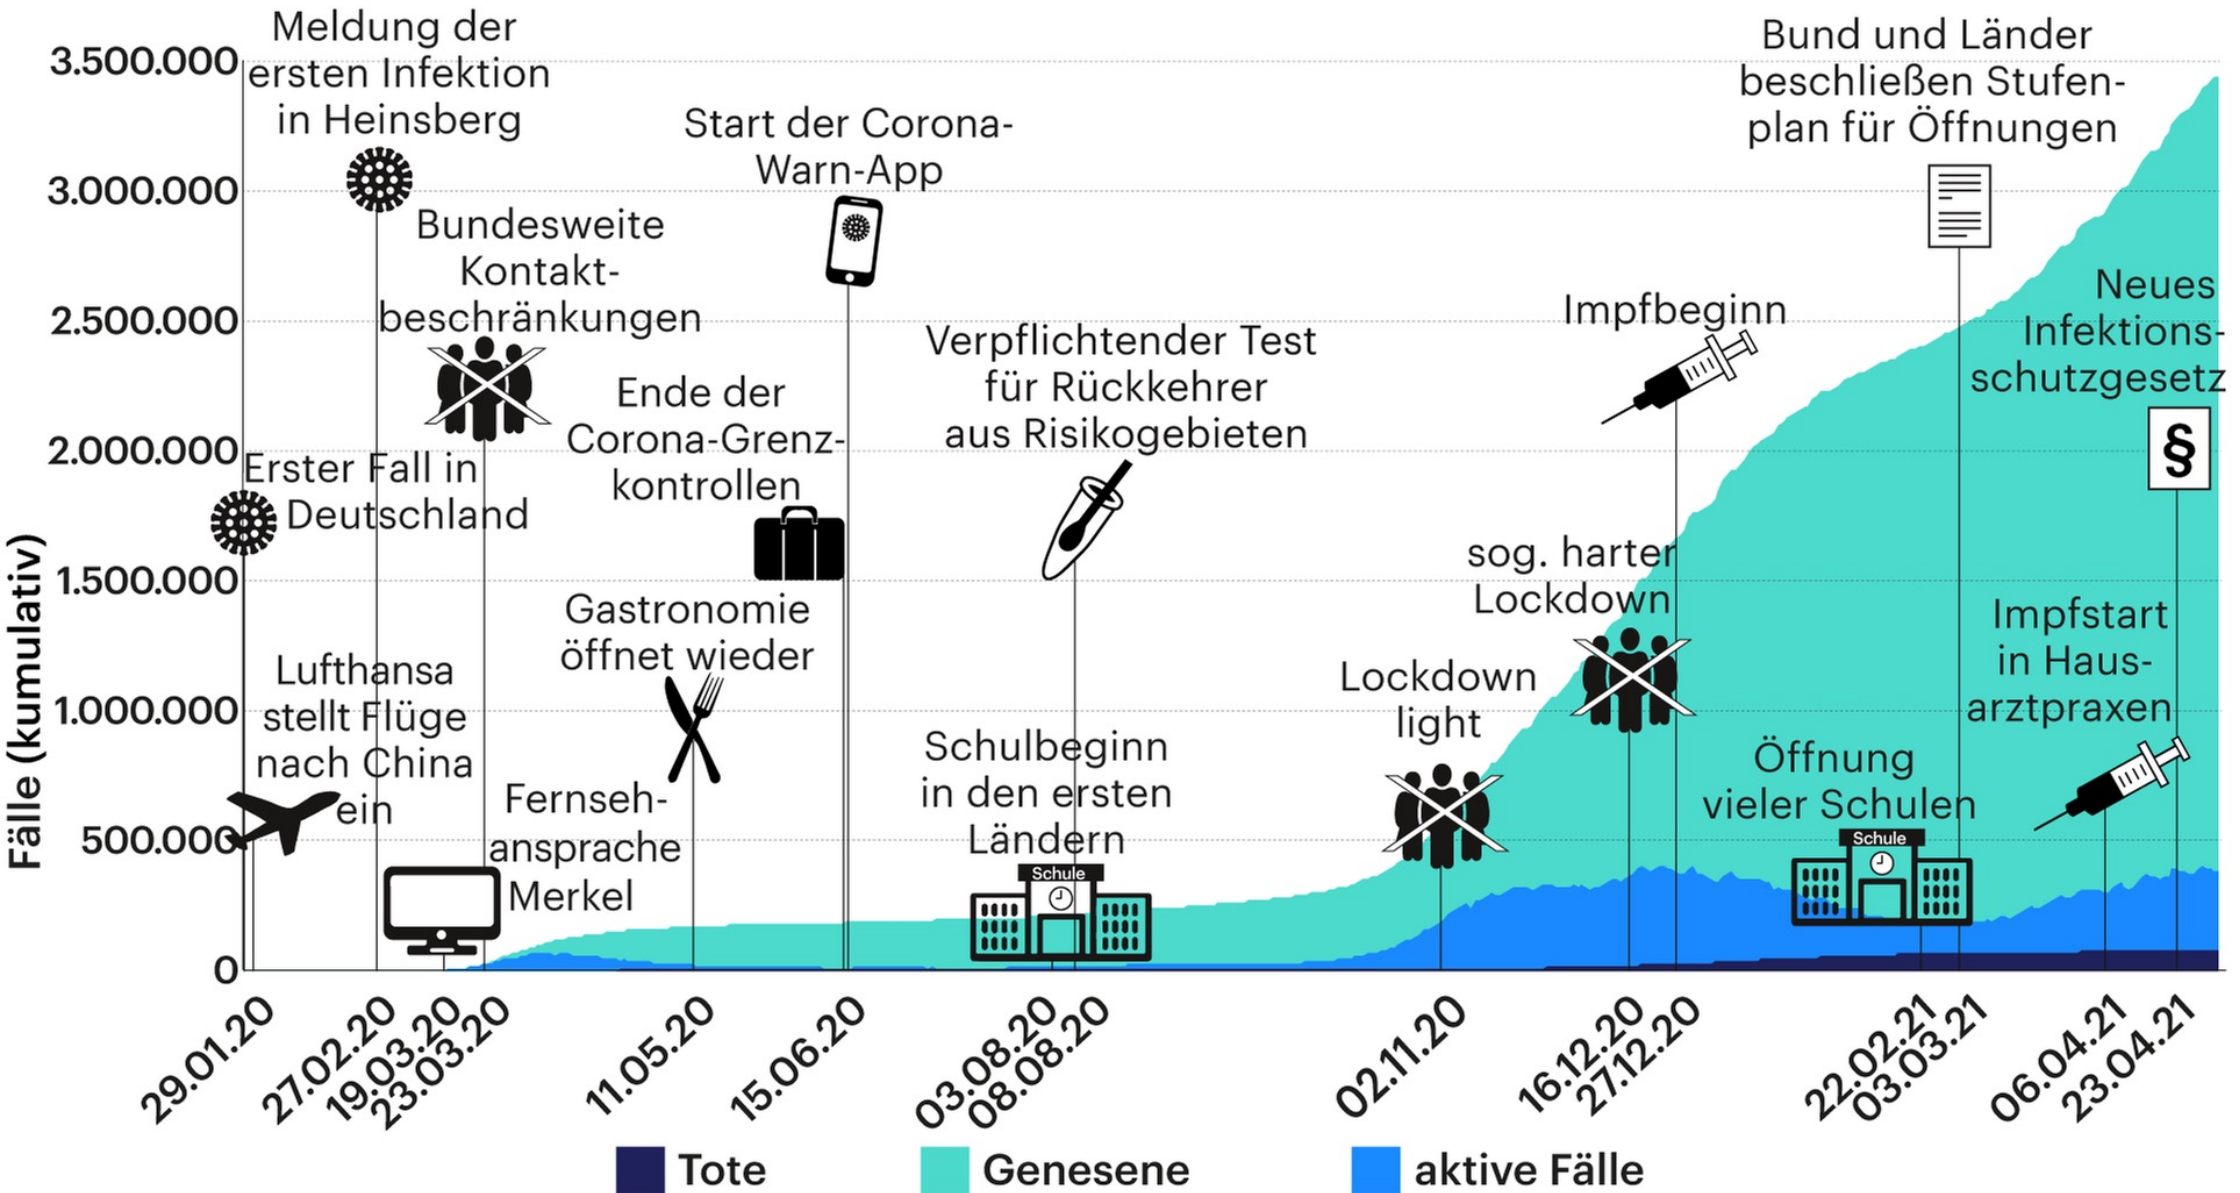 Meldung der
ersten Infektion
in Heinsberg
Bundesweite
Kontakt-
beschränkungen
Erster Fall in
Deutschland
Lufthansa
stellt Flüge
nach China
ein
Fernseh-
ansprache
Merkel
Start der Corona-
Warn-App
Ende der
Corona-Grenz-
kontrollen
Gastronomie
öffnet wieder
Verpflichtender Test
für Rückkehrer
aus Risikogebieten
Schulbeginn
in den ersten
Ländern
Schule
Lockdown
light
sog. harter
Lockdown
Impfbeginn
Bund und Länder
beschließen Stufen-
plan für Öffnungen
Öffnung
vieler Schulen
Schule
Neues
Infektions-
schutzgesetz
§
Impfstart
in Haus-
arztpraxen
Fälle (kumulativ)
3.500.000
3.000.000
2.500.000
2.000.000
1.500.000
1.000.000
500.000
0
29.01.20
27.02.20
19.03.20
23.03.20
11.05.20
15.06.20
03.08.20
08.08.20
02.11.20
16.12.20
27.12.20
22.02.21
03.03.21
06.04.21
23.04.21
Tote
Genesene
aktive Fälle